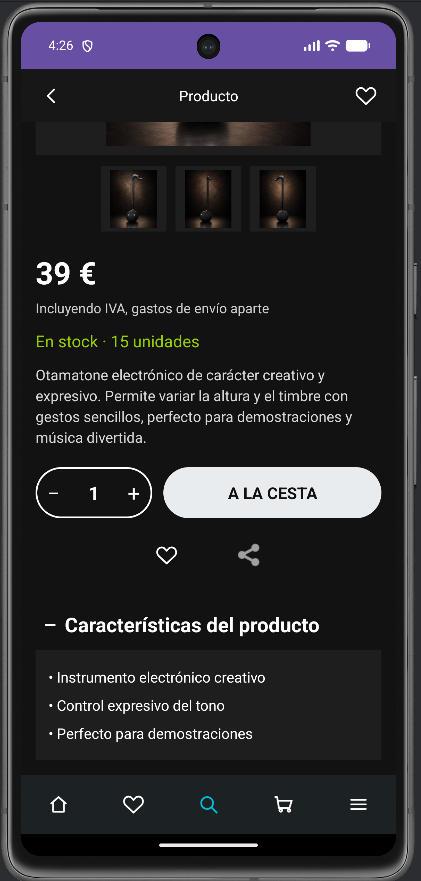 4:26
Producto
39 €
Incluyendo IVA, gastos de envío aparte
En stock · 15 unidades
Otamatone electrónico de carácter creativo y
expresivo. Permite variar la altura y el timbre con
gestos sencillos, perfecto para demostraciones y
música divertida.
− 1 +
A LA CESTA
− Características del producto
• Instrumento electrónico creativo
• Control expresivo del tono
• Perfecto para demostraciones